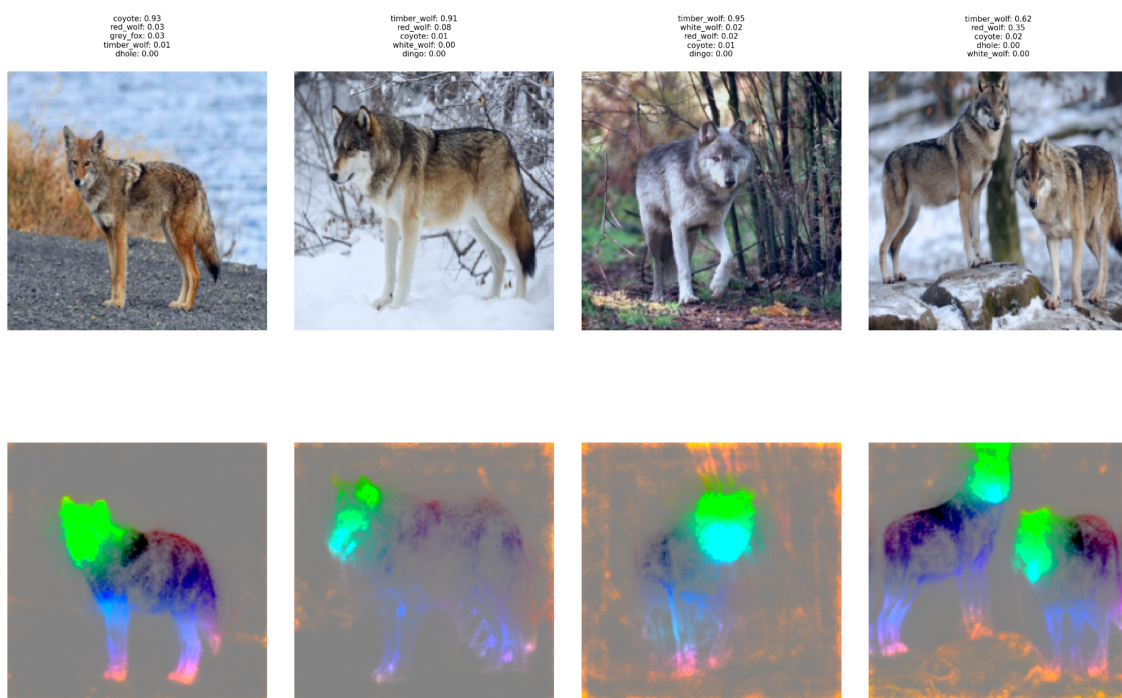 coyote: 0.93
red_wolf: 0.03
grey_fox: 0.03
timber_wolf: 0.01
dhole: 0.00
timber_wolf: 0.91
red_wolf: 0.08
coyote: 0.01
white_wolf: 0.00
dingo: 0.00
timber_wolf: 0.95
white_wolf: 0.02
red_wolf: 0.02
coyote: 0.01
dingo: 0.00
timber_wolf: 0.62
red_wolf: 0.35
coyote: 0.02
dhole: 0.00
white_wolf: 0.00